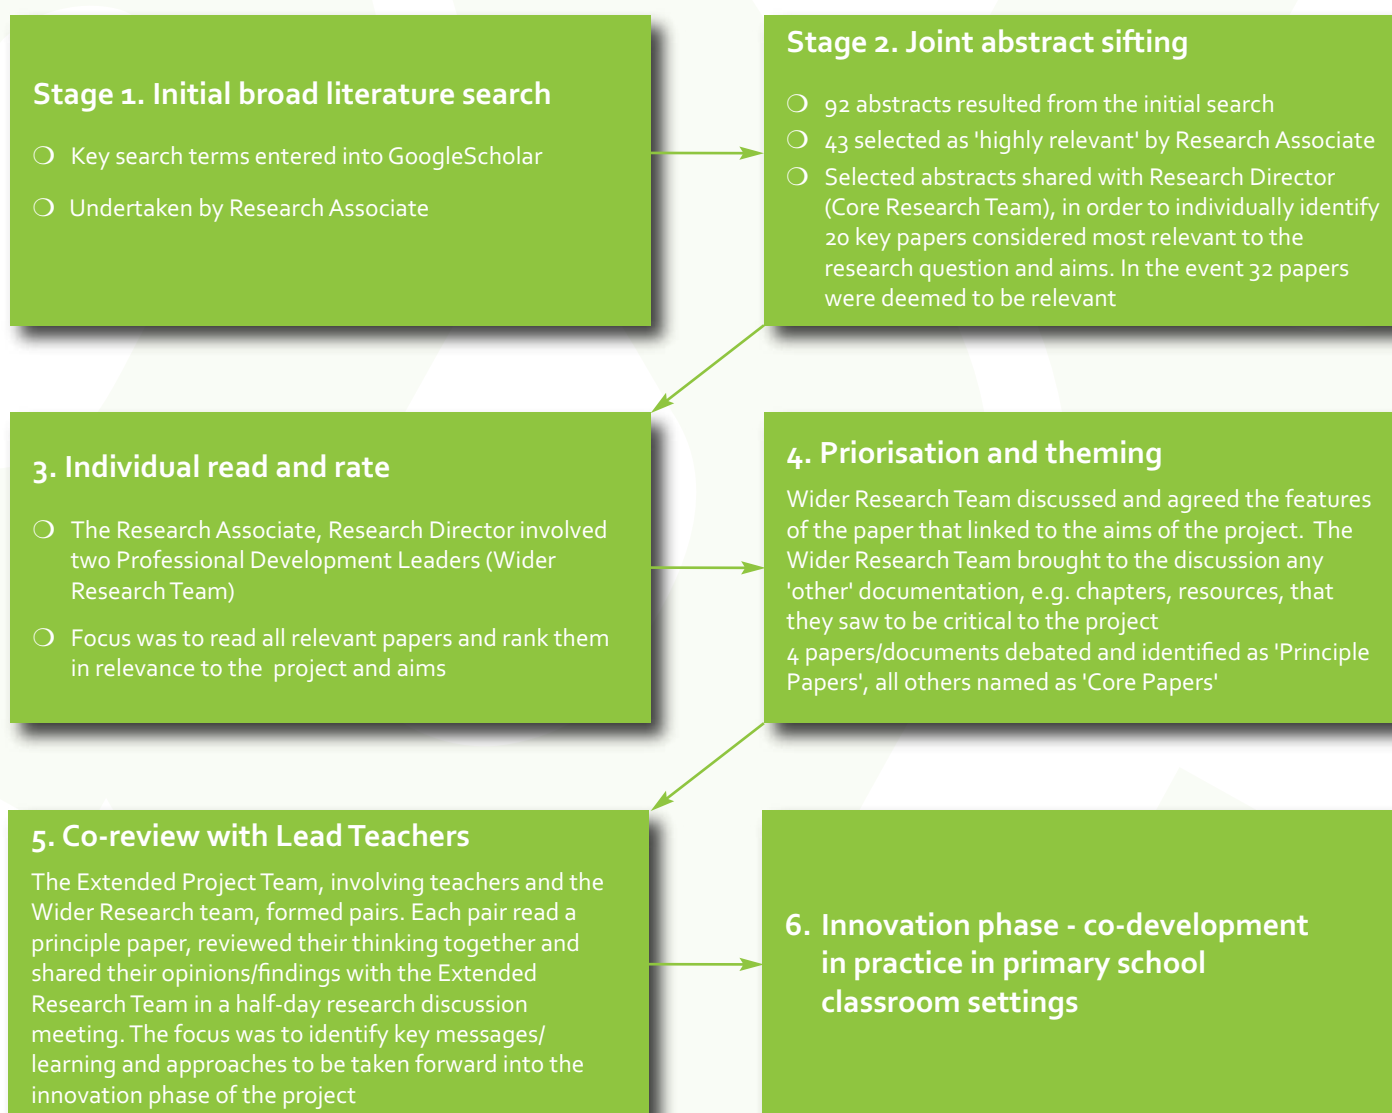 Stage 1. Initial broad literature search
❍ Key search terms entered into GoogleScholar
❍ Undertaken by Research Associate
Stage 2. Joint abstract sifting
❍ 92 abstracts resulted from the initial search
❍ 43 selected as 'highly relevant' by Research Associate
❍ Selected abstracts shared with Research Director
(Core Research Team), in order to individually identify
20 key papers considered most relevant to the
research question and aims. In the event 32 papers
were deemed to be relevant
3. Individual read and rate
❍ The Research Associate, Research Director involved
two Professional Development Leaders (Wider
Research Team)
❍ Focus was to read all relevant papers and rank them
in relevance to the project and aims
4. Priorisation and theming
Wider Research Team discussed and agreed the features
of the paper that linked to the aims of the project. The
Wider Research Team brought to the discussion any
'other' documentation, e.g. chapters, resources, that
they saw to be critical to the project
4 papers/documents debated and identified as 'Principle
Papers', all others named as 'Core Papers'
5. Co-review with Lead Teachers
The Extended Project Team, involving teachers and the
Wider Research team, formed pairs. Each pair read a
principle paper, reviewed their thinking together and
shared their opinions/findings with the Extended
Research Team in a half-day research discussion
meeting. The focus was to identify key messages/
learning and approaches to be taken forward into the
innovation phase of the project
6. Innovation phase - co-development
in practice in primary school
classroom settings